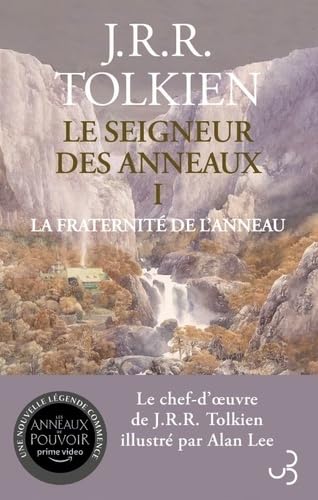 J.R.R.
TOLKIEN
LE SEIGNEUR
DES ANNEAUX
I
LA FRATERNITÉ DE L'ANNEAU
UNE NOUVELLE LÉGENDE COMMENCE
LES
ANNEAUX
DE
POUVOIR
prime video
Le chef-d'œuvre
de J.R.R. Tolkien
illustré par Alan Lee